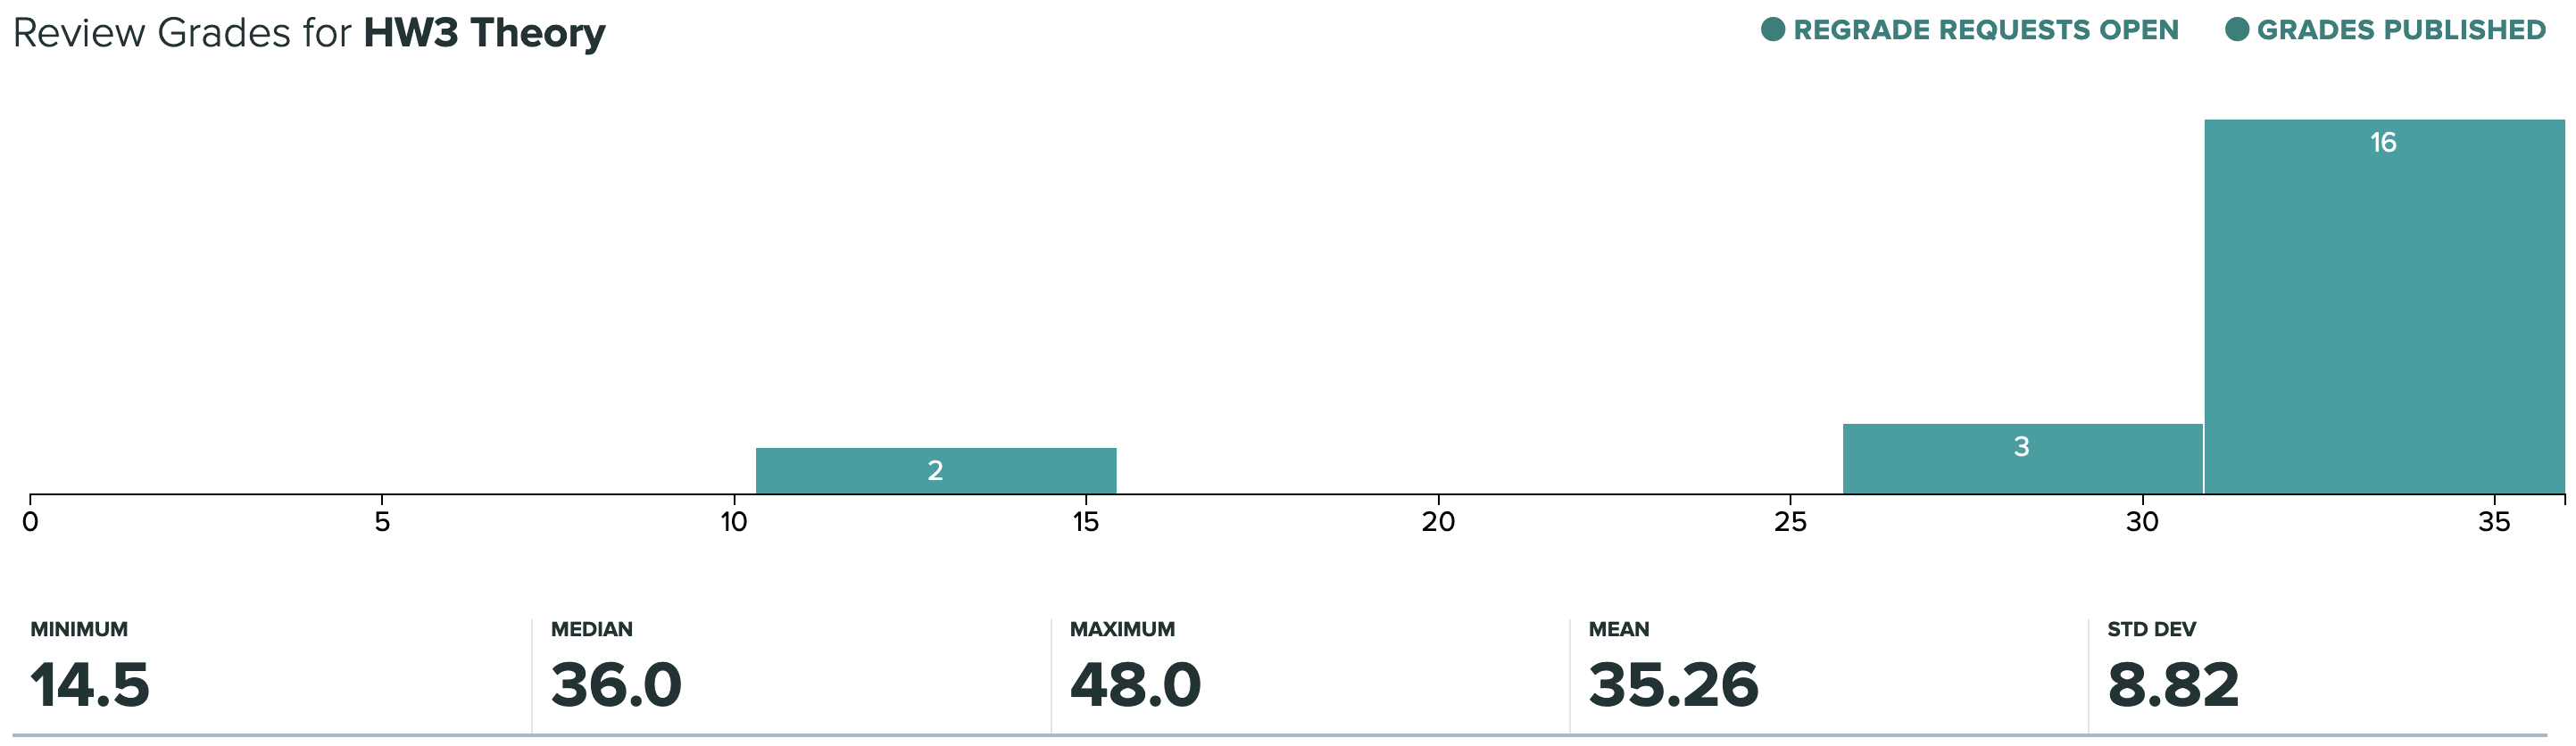 Review Grades for HW3 Theory
REGRADE REQUESTS OPEN GRADES PUBLISHED
16
3
2
0 5 10 15 20 25 30 35
MINIMUM MEDIAN MAXIMUM MEAN STD DEV
14.5 36.0 48.0 35.26 8.82